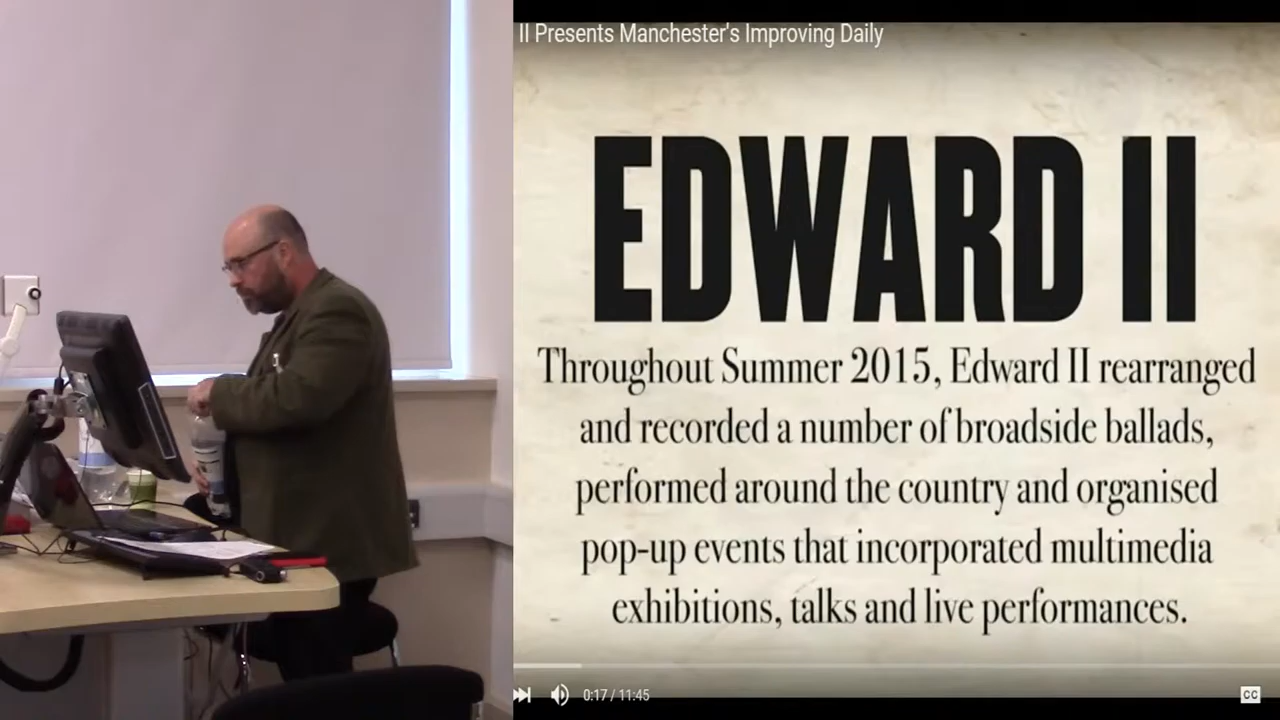 II Presents Manchester's Improving Daily
EDWARD II
Throughout Summer 2015, Edward II rearranged
and recorded a number of broadside ballads,
performed around the country and organised
pop-up events that incorporated multimedia
exhibitions, talks and live performances.
0:17 / 11:45
CC